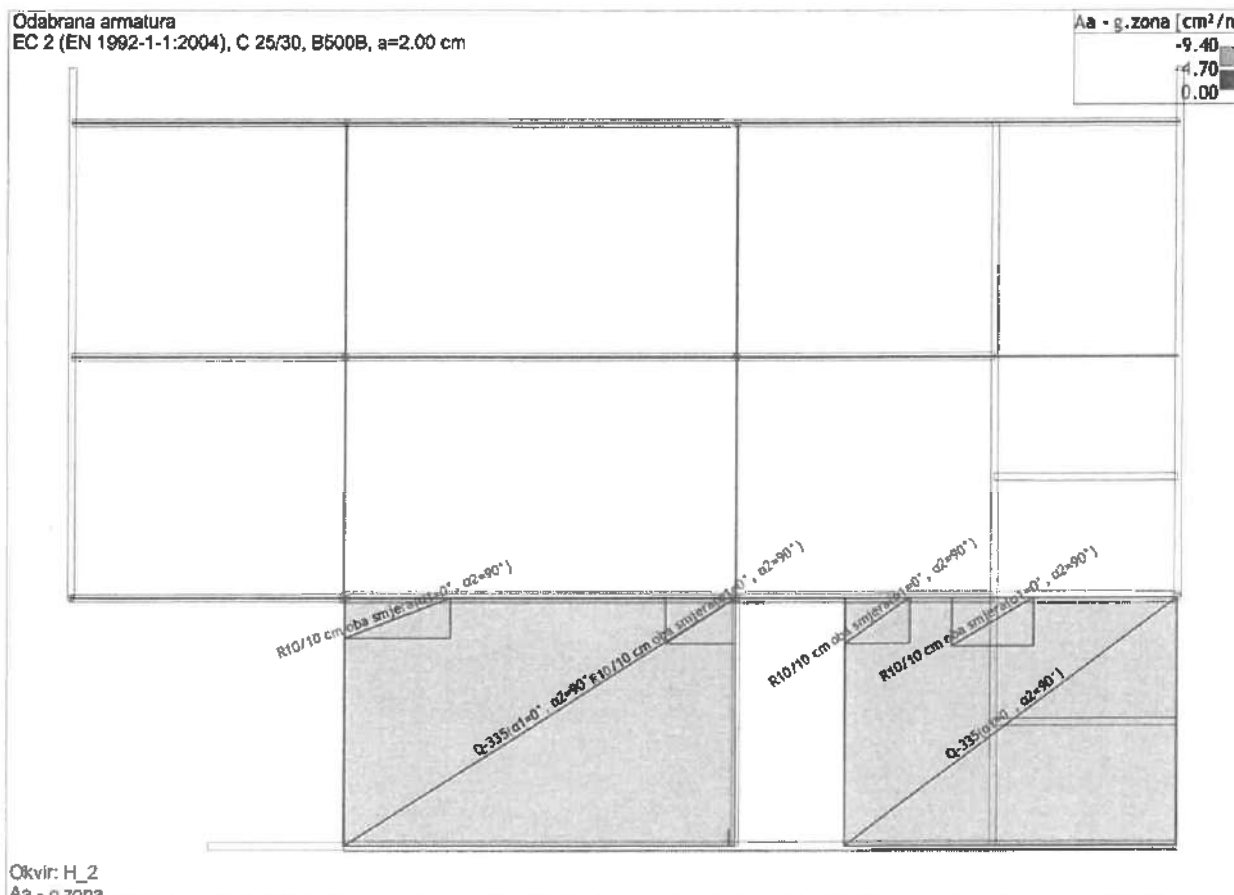 Odabrana armatura
EC 2 (EN 1992-1-1:2004), C 25/30, B500B, a=2.00 cm
Aa - g.zona [cm²/m
-9.40
-4.70
0.00
R10/10 cm oba smjera(α1=0°, α2=90°)
R10/10 cm oba smjera(α1=0°, α2=90°)
R10/10 cm oba smjera(α1=0°, α2=90°)
R10/10 cm oba smjera(α1=0°, α2=90°)
Q-335(α1=0°, α2=90°)
Q-335(α1=0°, α2=90°)
Okvir: H_2
Aa - g.zona